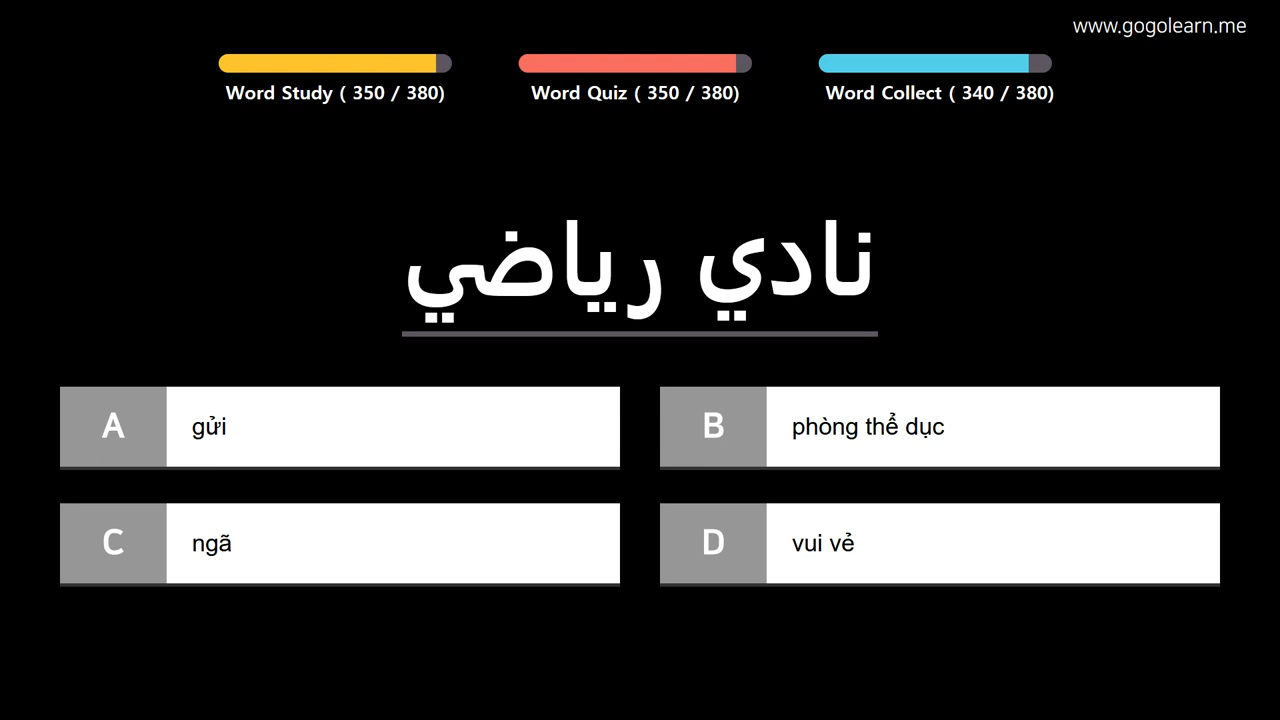 www.gogolearn.me
Word Study ( 350 / 380)
Word Quiz ( 350 / 380)
Word Collect ( 340 / 380)
نادي رياضي
A gửi
B phòng thể dục
C ngã
D vui vẻ